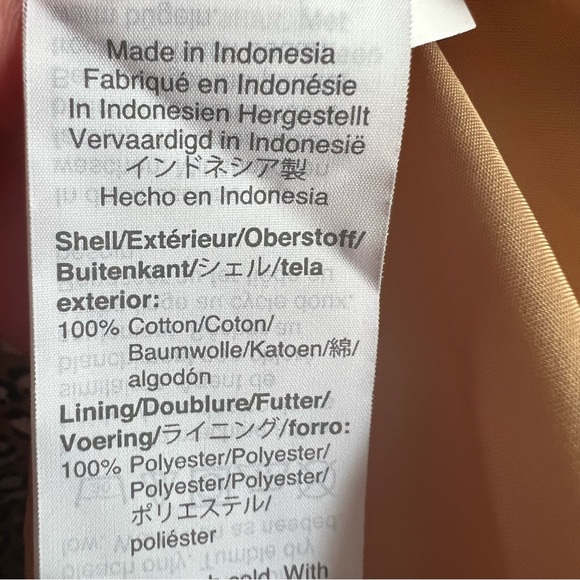 Made in Indonesia
Fabriqué en Indonésie
In Indonesien Hergestellt
Vervaardigd in Indonesië
インドネシア製
Hecho en Indonesia
Shell/Extérieur/Oberstoff/
Buitenkant/シェル/tela
exterior:
100% Cotton/Coton/
Baumwolle/Katoen/綿/
algodón
Lining/Doublure/Futter/
Voering/ライニング/forro:
100% Polyester/Polyester/
Polyester/Polyester/
ポリエステル/
poliéster
cold. With